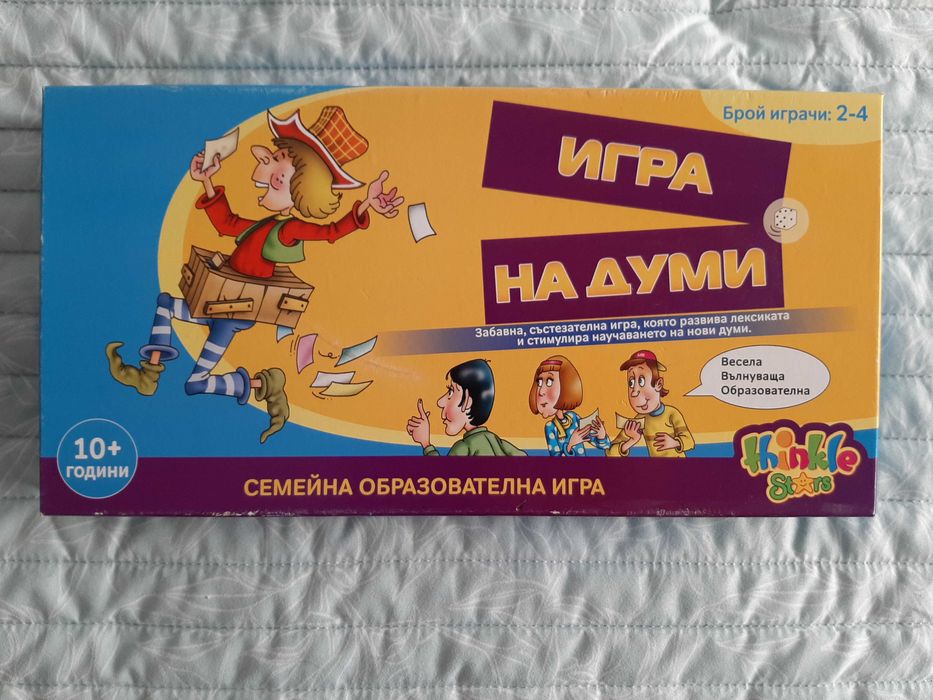 Брой играчи: 2-4
ИГРА
НА ДУМИ
Забавна, състезателна игра, която развива лексиката
и стимулира научаването на нови думи.
Весела
Вълнуваща
Образователна
10+
ГОДИНИ
СЕМЕЙНА ОБРАЗОВАТЕЛНА ИГРА
thinkle
Stars